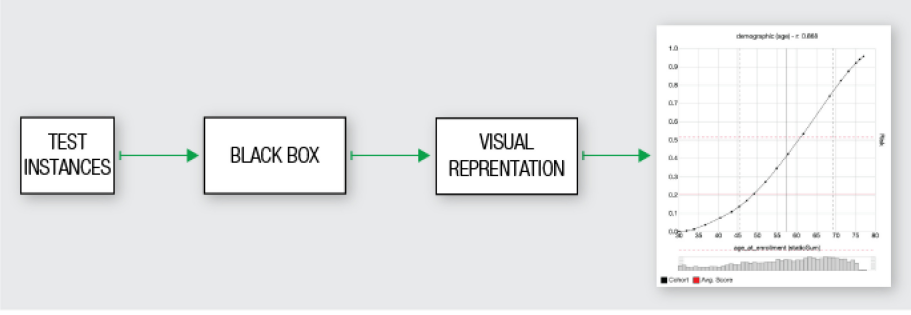 TEST
INSTANCES
BLACK BOX
VISUAL
REPRENTATION
demographic (age) - r: 0.888
1.0
0.9
0.8
0.7
0.6
0.5
0.4
0.3
0.2
0.1
0.0
Risk
30 35 40 45 50 55 60 65 70 75 80
age_at_enrollment (staticSum)
Cohort Avg. Score